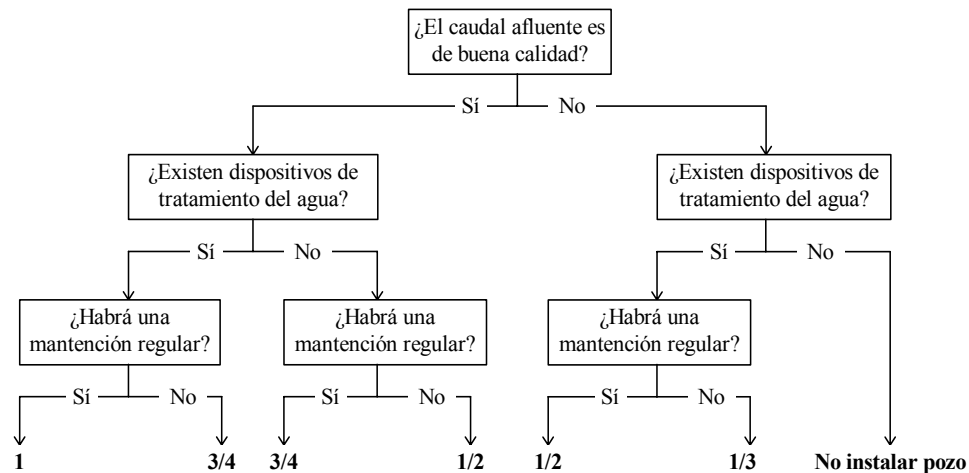 ¿El caudal afluente es
de buena calidad?
Sí No
¿Existen dispositivos de
tratamiento del agua?
¿Existen dispositivos de
tratamiento del agua?
Sí No
Sí No
¿Habrá una
mantención regular?
¿Habrá una
mantención regular?
¿Habrá una
mantención regular?
Sí No
Sí No
Sí No
1 3/4 3/4 1/2 1/2 1/3 No instalar pozo